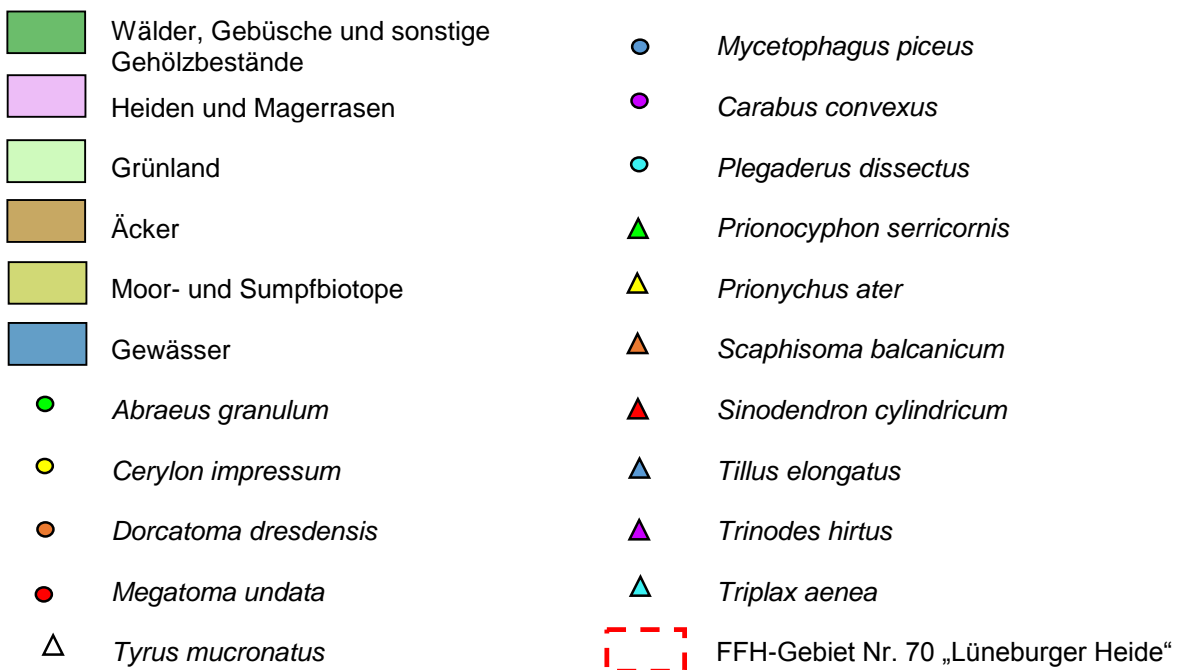 Wälder, Gebüsche und sonstige
Gehölzbestände
Heiden und Magerrasen
Grünland
Äcker
Moor- und Sumpfbiotope
Gewässer
Abraeus granulum
Cerylon impressum
Dorcatoma dresdensis
Megatoma undata
Tyrus mucronatus
Mycetophagus piceus
Carabus convexus
Plegaderus dissectus
Prionocyphon serricornis
Prionychus ater
Scaphisoma balcanicum
Sinodendron cylindricum
Tillus elongatus
Trinodes hirtus
Triplax aenea
FFH-Gebiet Nr. 70 „Lüneburger Heide“